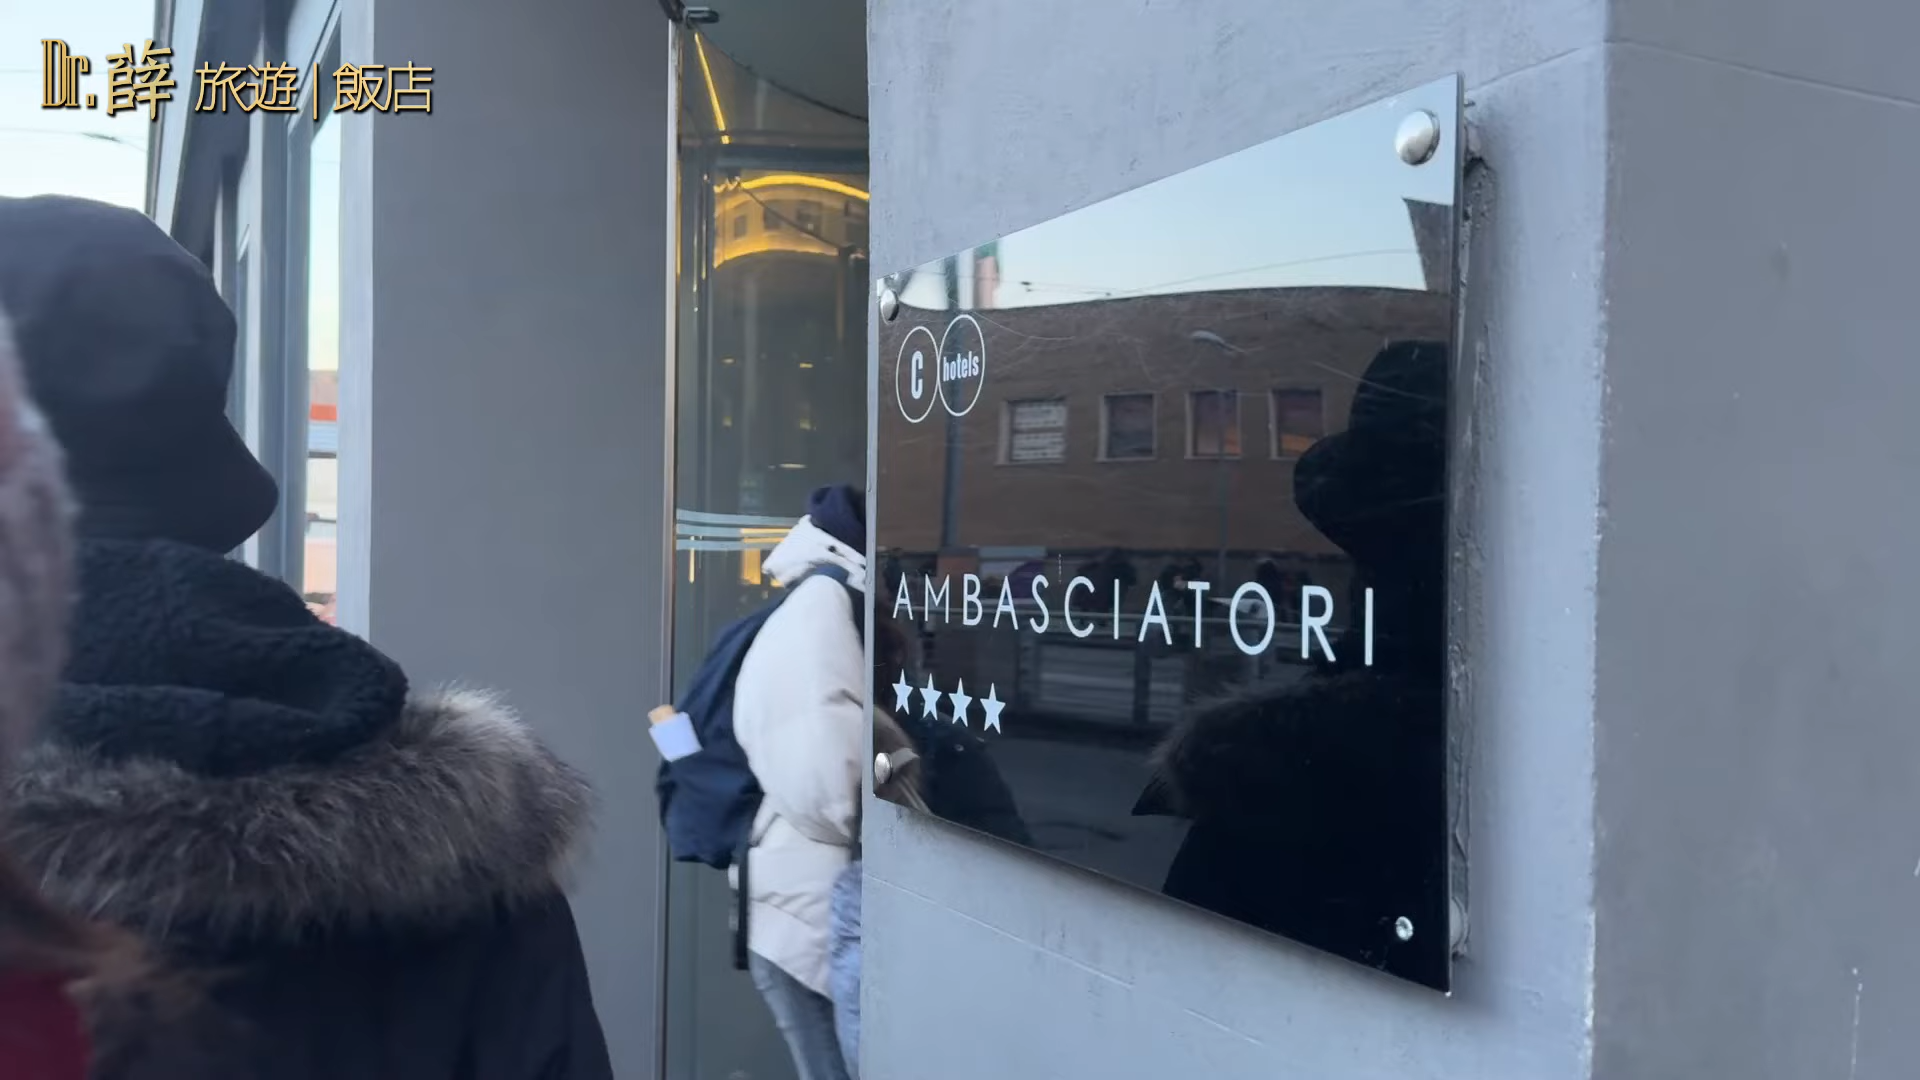 Dr.薛 旅遊|飯店
C hotels
AMBASCIATORI
★★★★